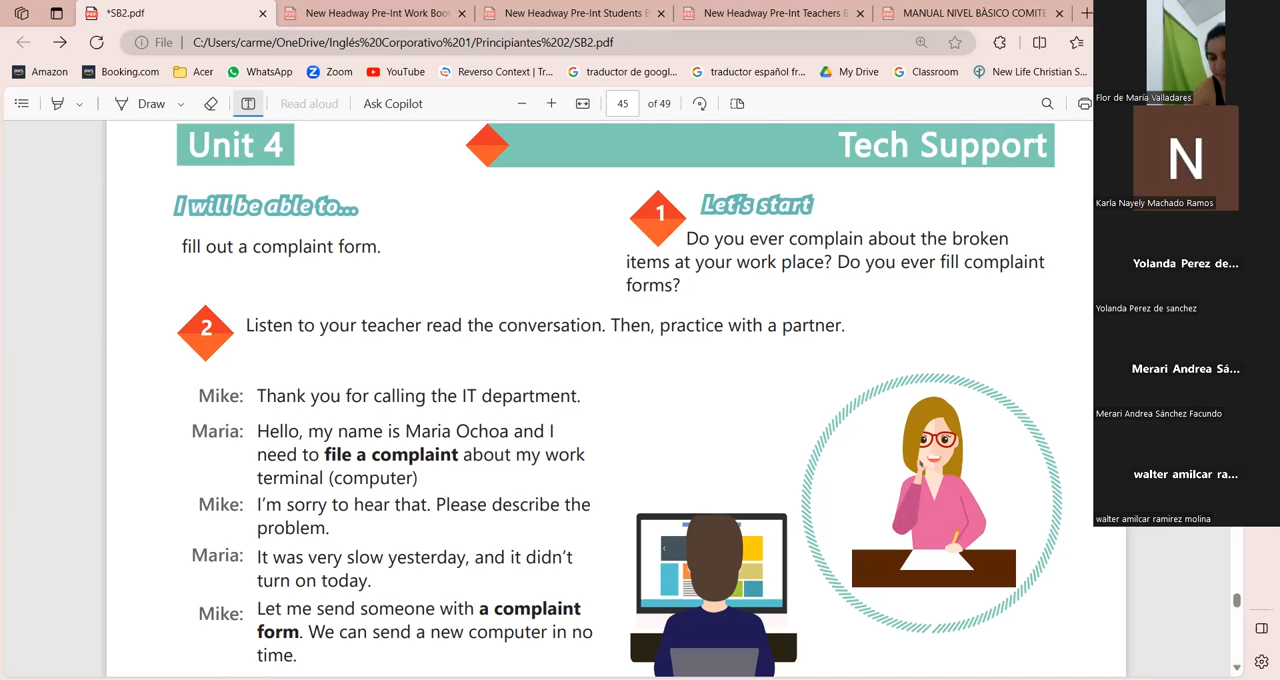 *SB2.pdf
New Headway Pre-Int Work Boo
New Headway Pre-Int Students B
New Headway Pre-Int Teachers B
MANUAL NIVEL BÀSICO COMITE
File
C:/Users/carme/OneDrive/Inglés%20Corporativo%201/Principiantes%202/SB2.pdf
Amazon
Booking.com
Acer
WhatsApp
Zoom
YouTube
Reverso Context | Tr...
traductor de googl...
traductor español fr...
My Drive
Classroom
New Life Christian S...
Draw
Read aloud
Ask Copilot
45
of 49
Unit 4
Tech Support
I will be able to...
fill out a complaint form.
1
Let's start
Do you ever complain about the broken
items at your work place? Do you ever fill complaint
forms?
2
Listen to your teacher read the conversation. Then, practice with a partner.
Mike: Thank you for calling the IT department.
Maria: Hello, my name is Maria Ochoa and I
need to file a complaint about my work
terminal (computer)
Mike: I'm sorry to hear that. Please describe the
problem.
Maria: It was very slow yesterday, and it didn't
turn on today.
Mike: Let me send someone with a complaint
form. We can send a new computer in no
time.
Flor de María Valladares
N
Karla Nayely Machado Ramos
Yolanda Perez de...
Yolanda Perez de sanchez
Merari Andrea Sá...
Merari Andrea Sánchez Facundo
walter amilcar ra...
walter amilcar ramirez molina